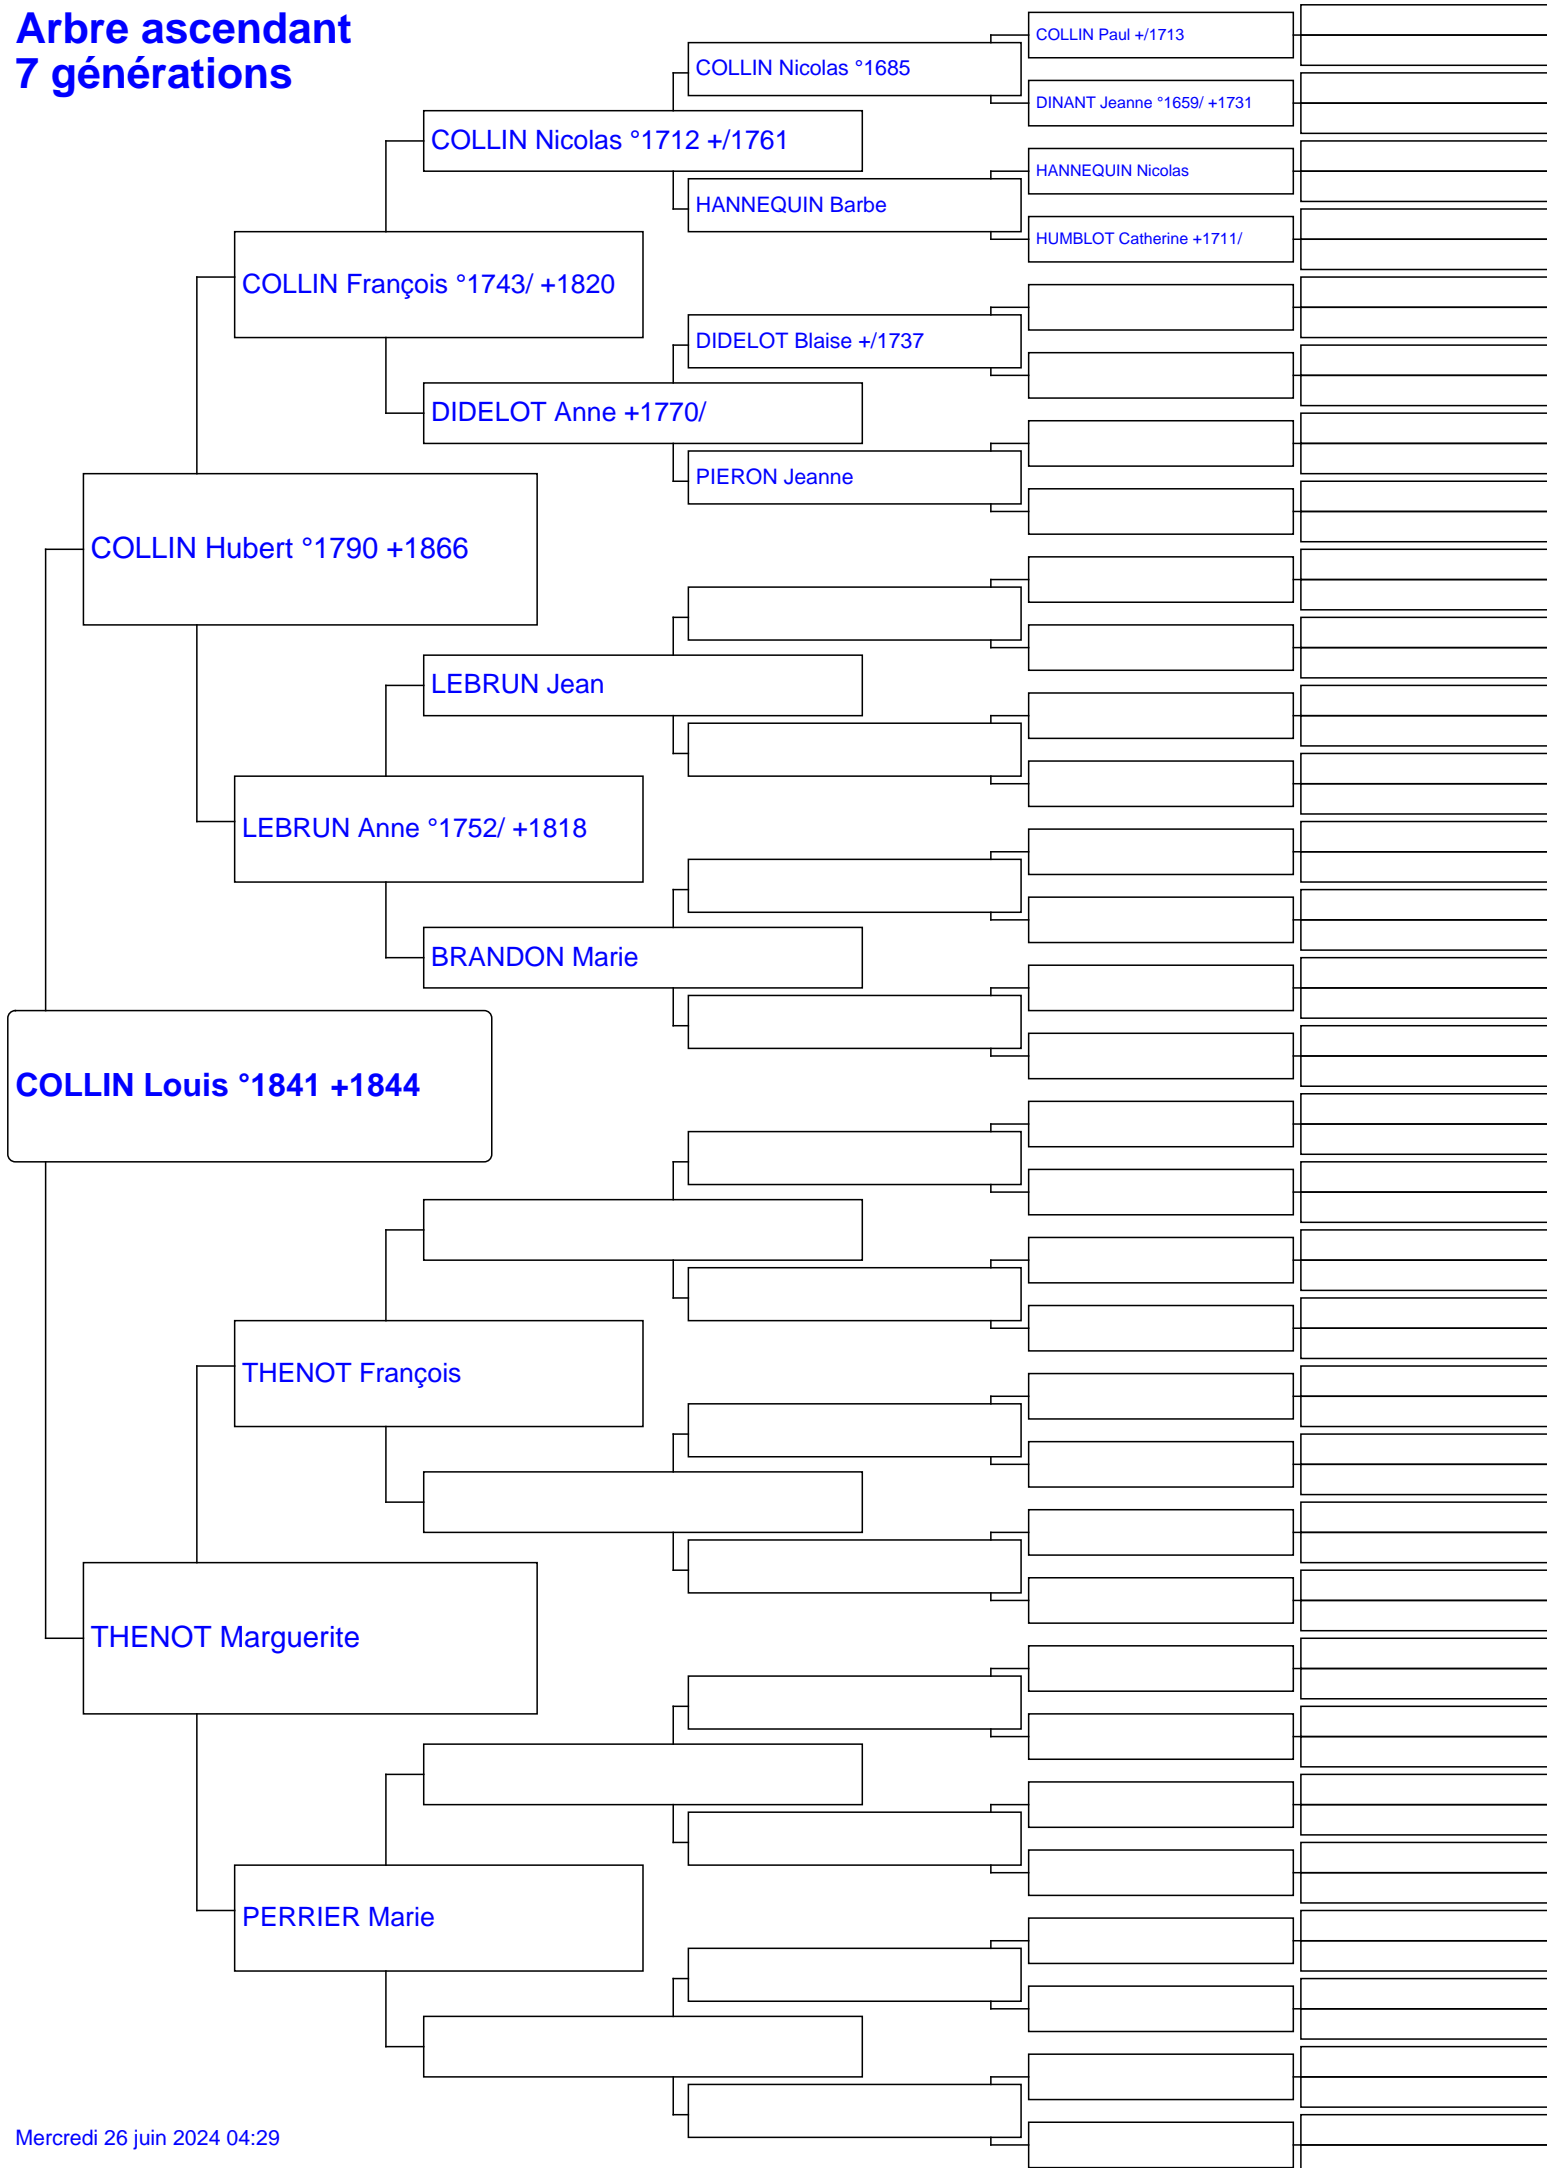 Arbre ascendant
7 générations
COLLIN Paul +/1713
COLLIN Nicolas °1685
DINANT Jeanne °1659/ +1731
COLLIN Nicolas °1712 +/1761
HANNEQUIN Nicolas
HANNEQUIN Barbe
HUMBLOT Catherine +1711/
COLLIN François °1743/ +1820
DIDELOT Blaise +/1737
DIDELOT Anne +1770/
PIERON Jeanne
COLLIN Hubert °1790 +1866
LEBRUN Jean
LEBRUN Anne °1752/ +1818
BRANDON Marie
COLLIN Louis °1841 +1844
THENOT François
THENOT Marguerite
PERRIER Marie
Mercredi 26 juin 2024 04:29